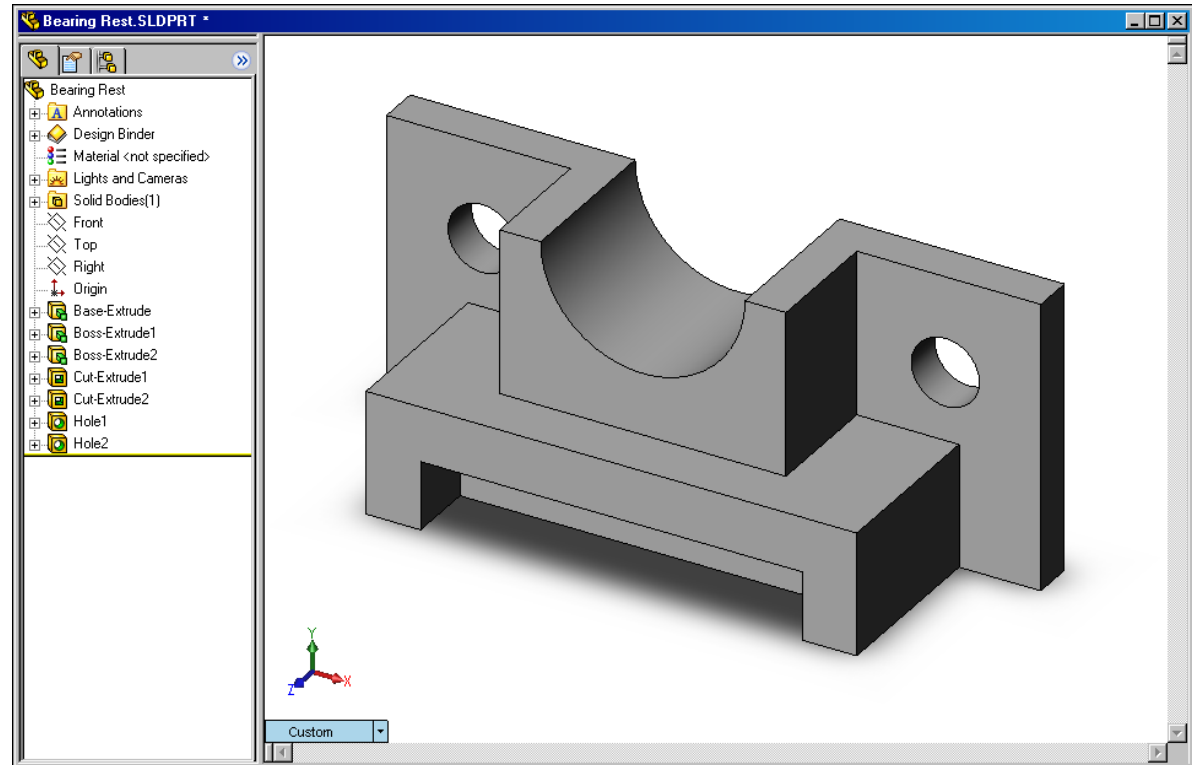 Bearing Rest.SLDPRT *
Bearing Rest
A Annotations
Design Binder
Material <not specified>
Lights and Cameras
Solid Bodies(1)
Front
Top
Right
Origin
Base-Extrude
Boss-Extrude1
Boss-Extrude2
Cut-Extrude1
Cut-Extrude2
Hole1
Hole2
Y
X
Z
Custom